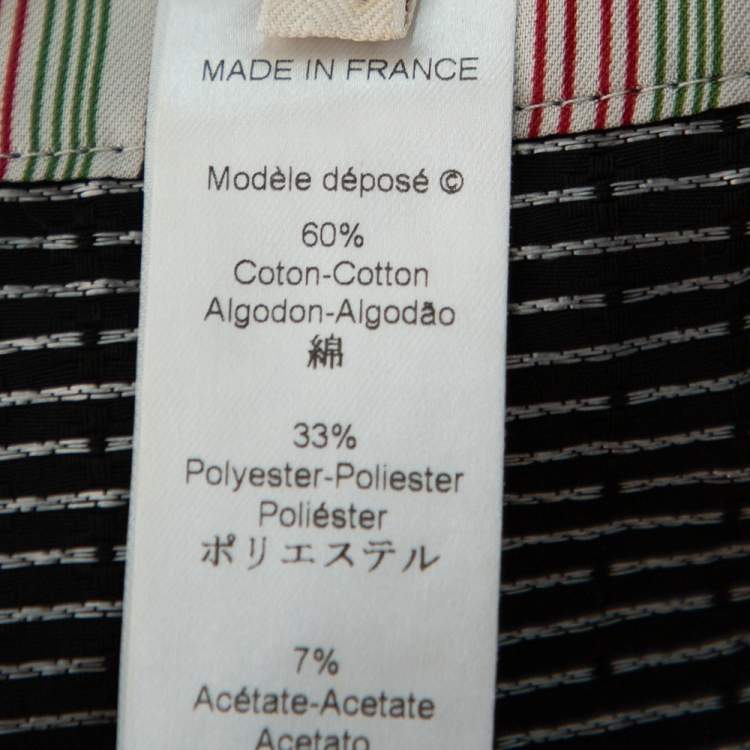 MADE IN FRANCE
Modèle déposé ©
60%
Coton-Cotton
Algodon-Algodão
綿
33%
Polyester-Poliester
Poliéster
ポリエステル
7%
Acétate-Acetate
Acetato